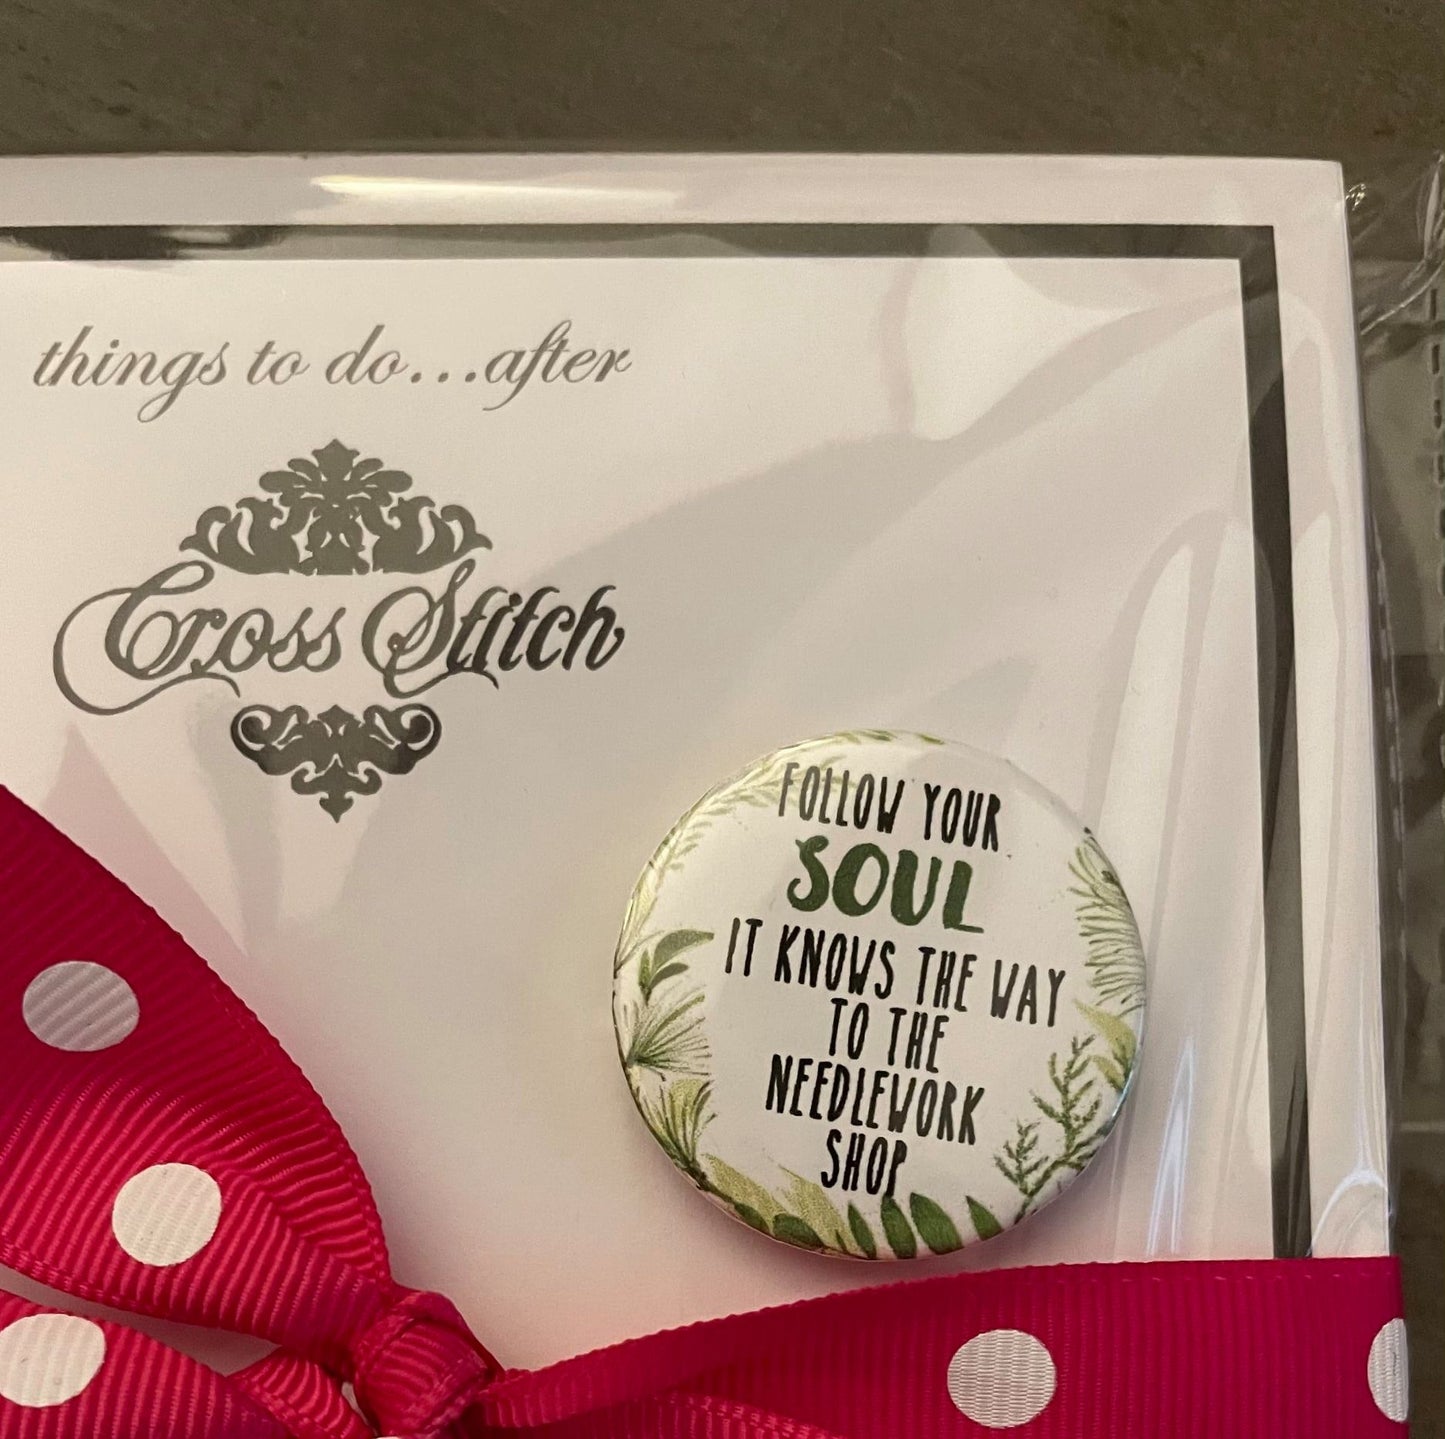 things to do...after
Cross Stitch
FOLLOW YOUR
SOUL
IT KNOWS THE WAY
TO THE
NEEDLEWORK
SHOP